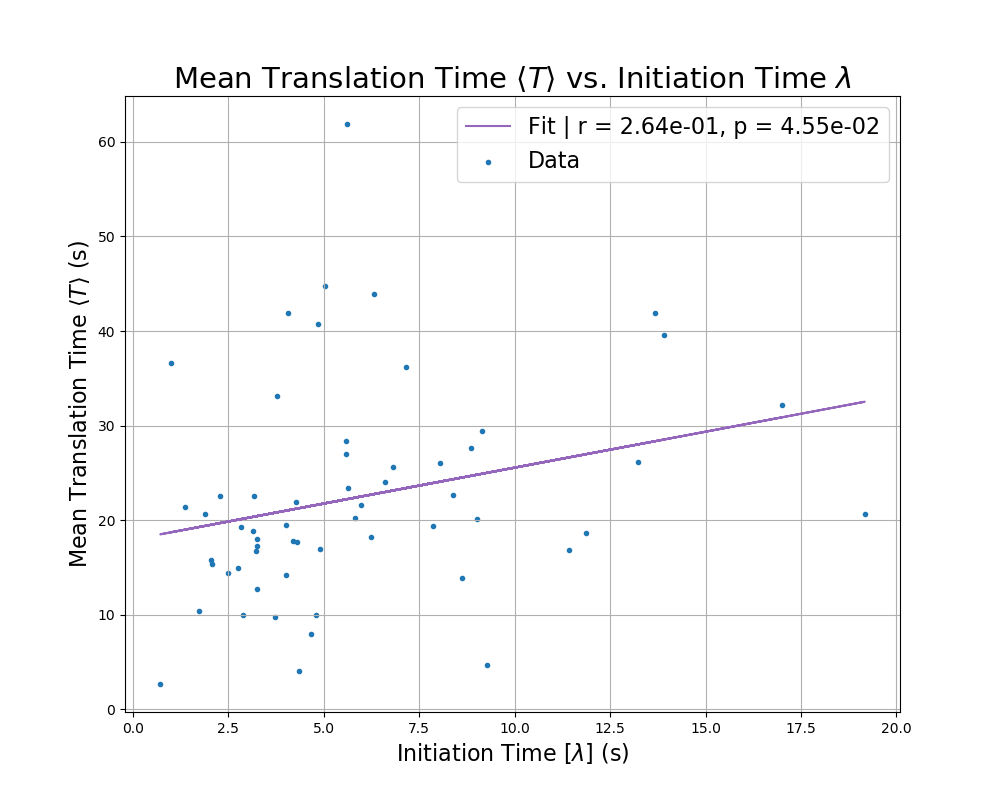 Mean Translation Time ⟨T⟩ vs. Initiation Time λ
Fit | r = 2.64e-01, p = 4.55e-02
Data
Mean Translation Time ⟨T⟩ (s)
60
50
40
30
20
10
0
0.0 2.5 5.0 7.5 10.0 12.5 15.0 17.5 20.0
Initiation Time [λ] (s)